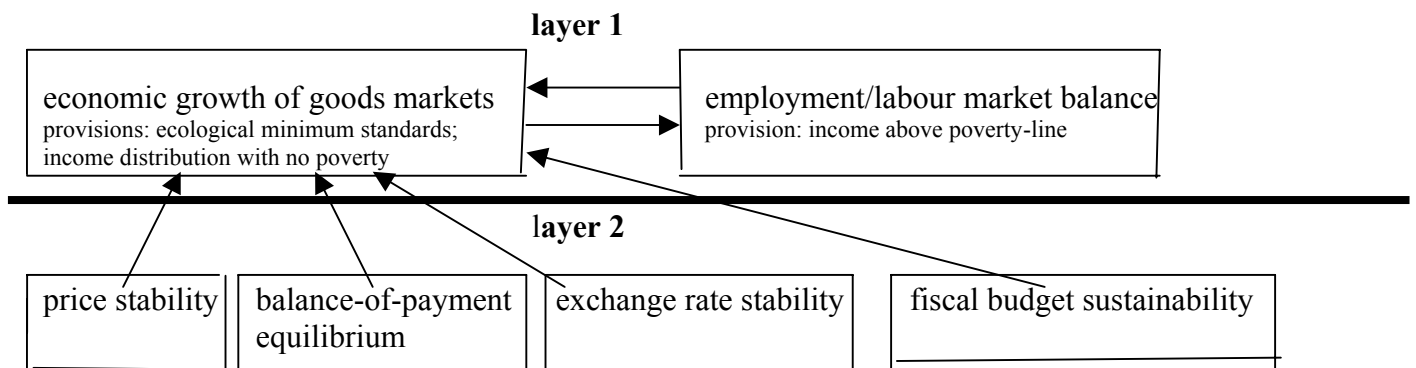 layer 1
economic growth of goods markets
provisions: ecological minimum standards;
income distribution with no poverty
employment/labour market balance
provision: income above poverty-line
layer 2
price stability
balance-of-payment
equilibrium
exchange rate stability
fiscal budget sustainability